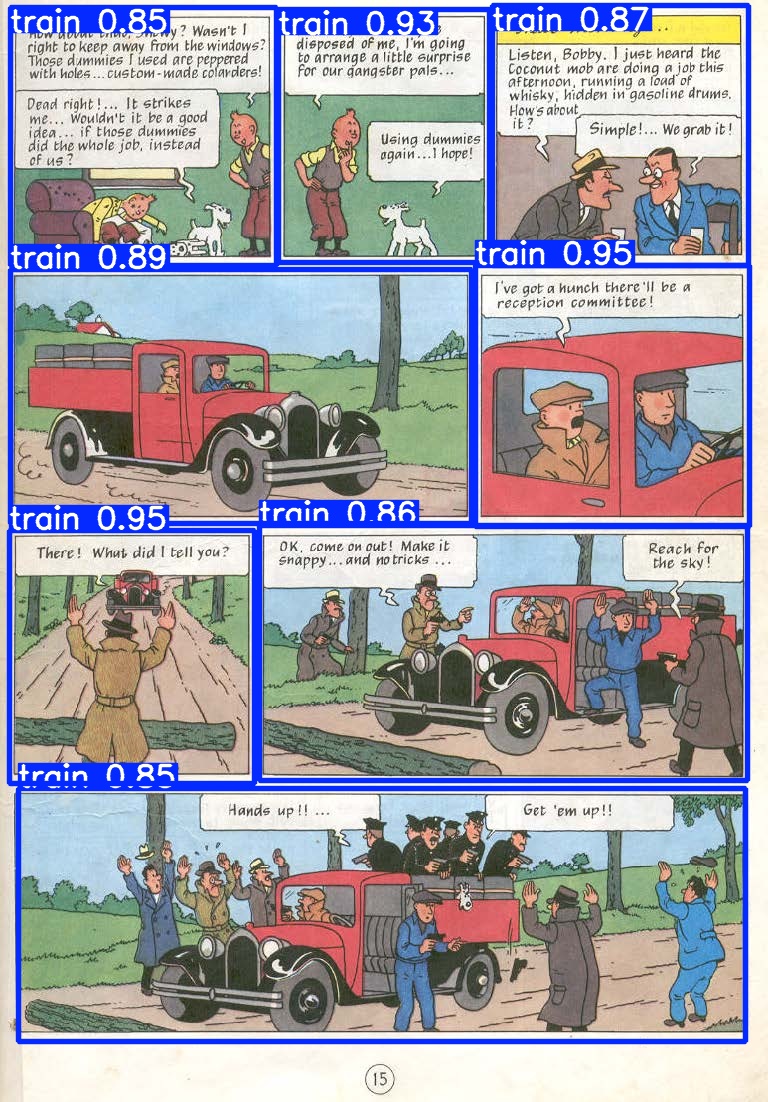 train 0.85
How about that, Snowy? Wasn't I
right to keep away from the windows?
Those dummies I used are peppered
with holes... custom-made colanders!
Dead right!... It strikes
me... Wouldn't it be a good
idea... if those dummies
did the whole job, instead
of us?
train 0.93
disposed of me, I'm going
to arrange a little surprise
for our gangster pals...
Using dummies
again...I hope!
train 0.87
Listen, Bobby. I just heard the
Coconut mob are doing a job this
afternoon, running a load of
whisky, hidden in gasoline drums.
How's about
it?
Simple!... We grab it!
train 0.89
train 0.95
I've got a hunch there'll be a
reception committee!
train 0.95
There! What did I tell you?
train 0.86
OK, come on out! Make it
snappy...and no tricks...
Reach for
the sky!
train 0.85
Hands up!! ...
Get 'em up!!
15